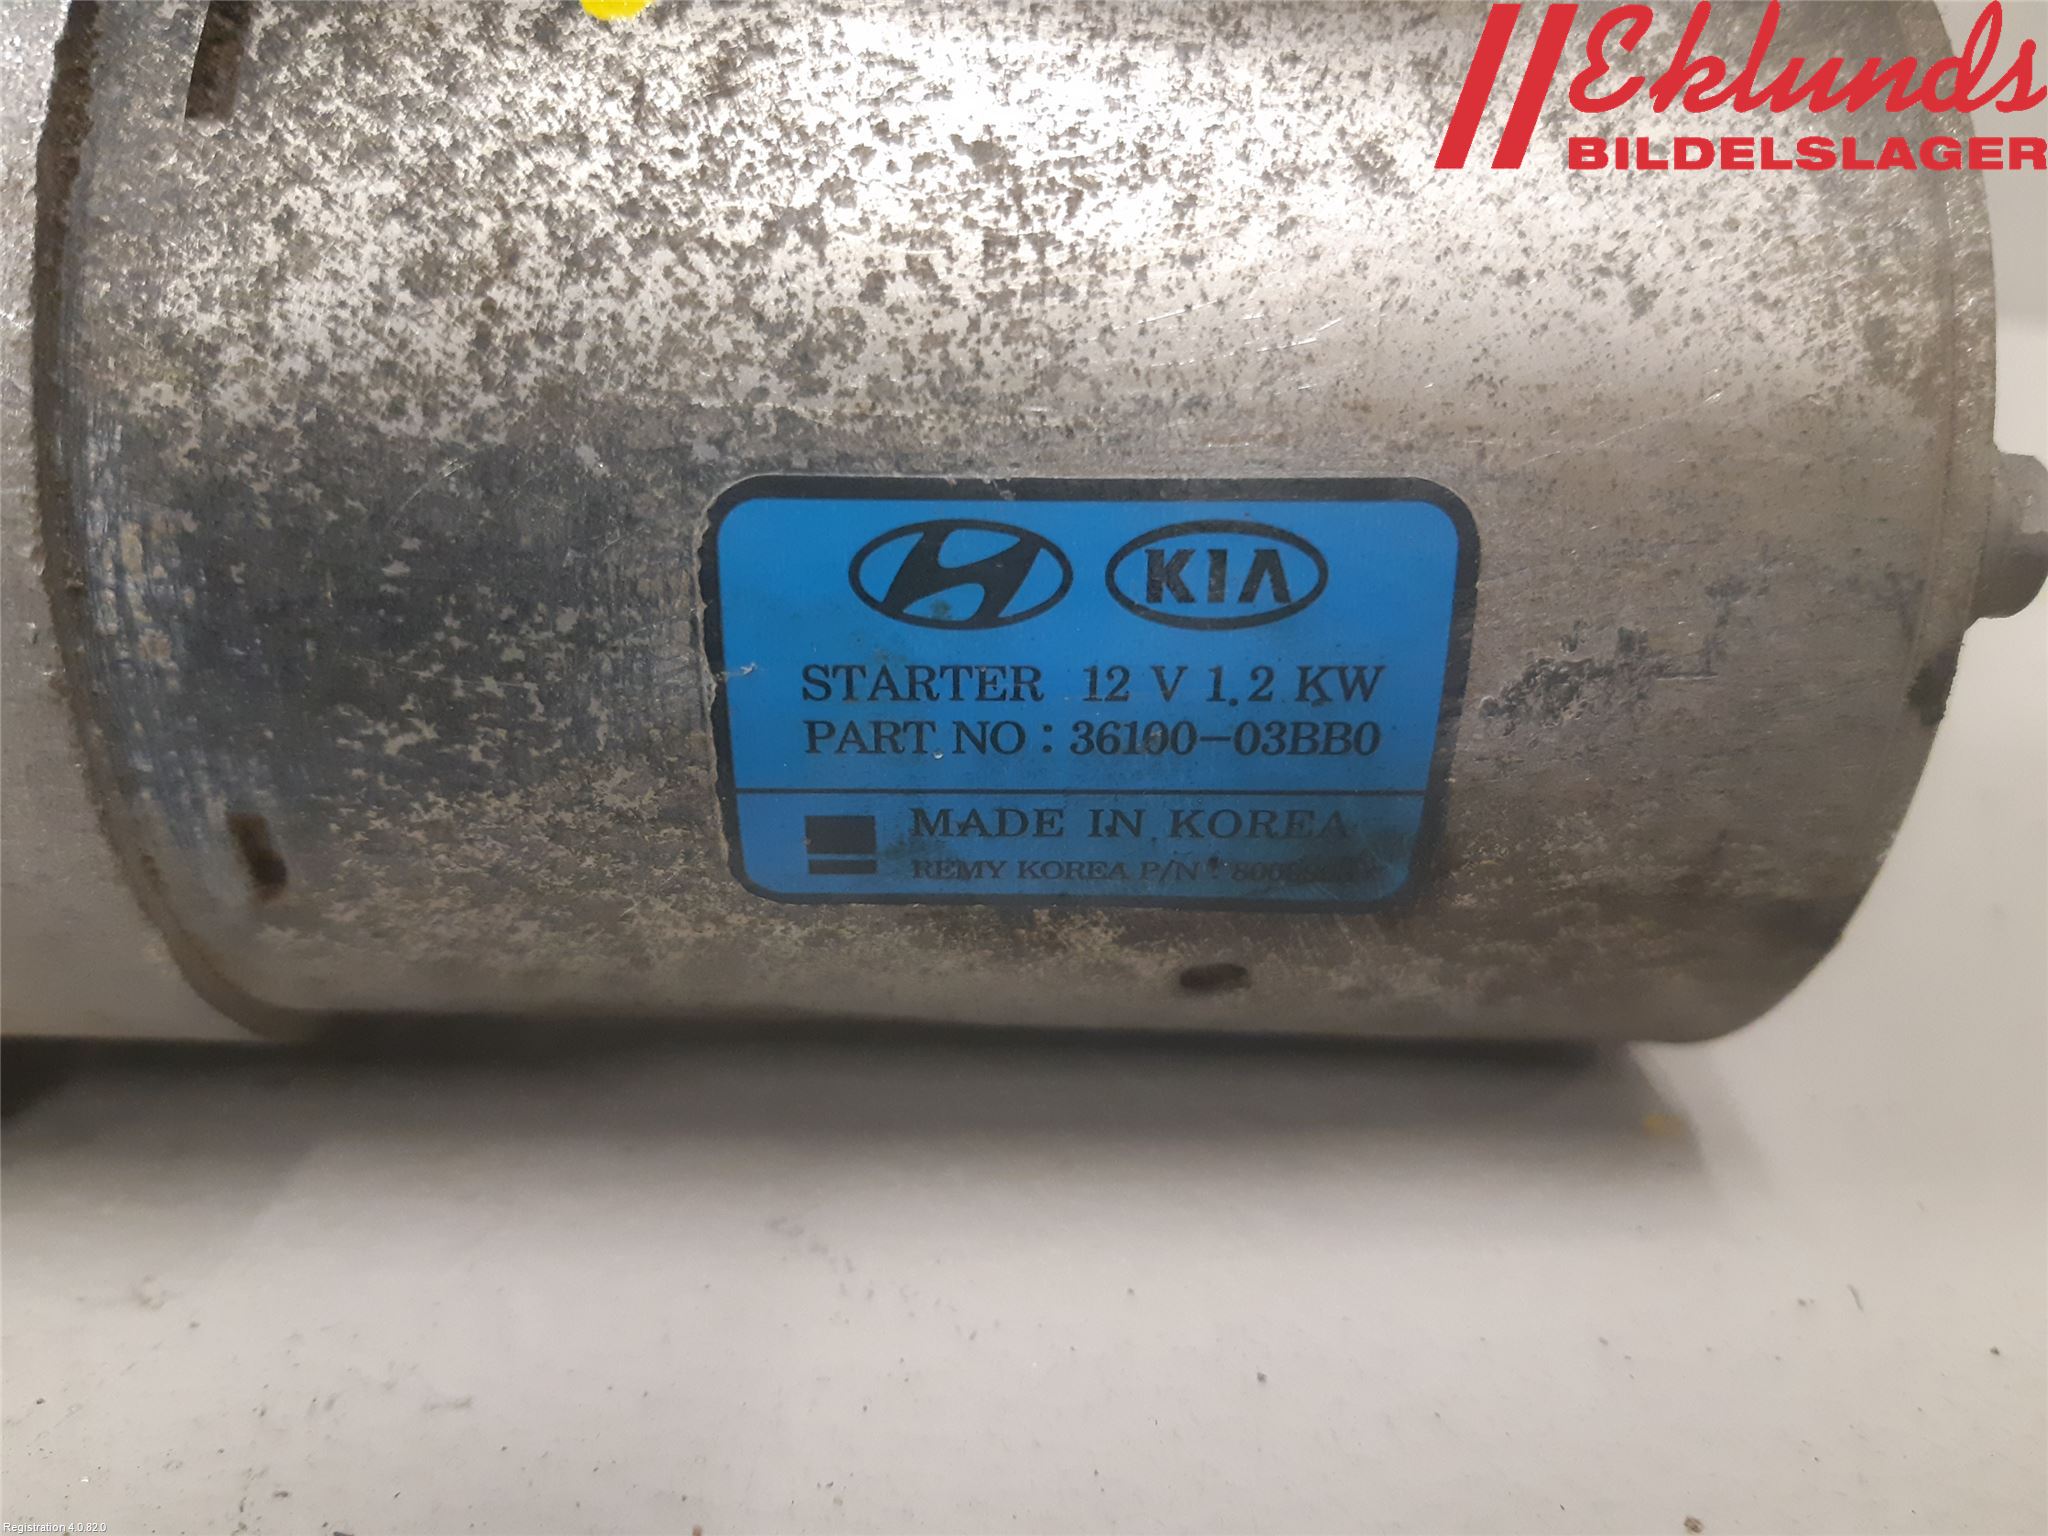 Eklunds
BILDELSLAGER
KIA
STARTER 12 V 1.2 KW
PART NO : 36100-03BB0
MADE IN KOREA
REMY KOREA P/N :
Registration 4.0.82.0